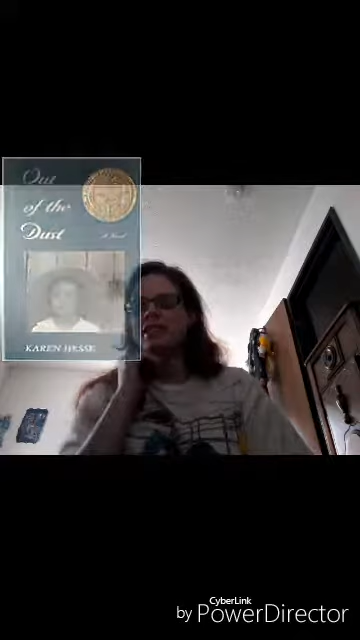 Out
of the
Dust
A Novel
KAREN HESSE
CyberLink
by PowerDirector